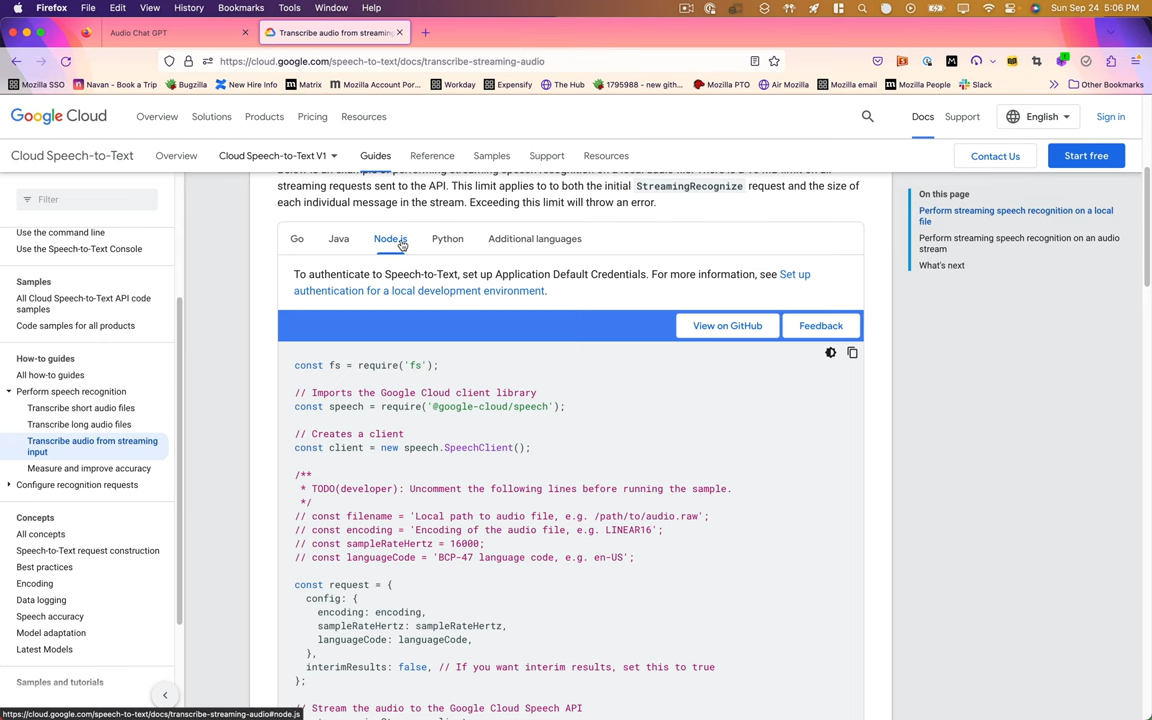 Firefox File Edit View History Bookmarks Tools Window Help Sun Sep 24 5:06 PM
Audio Chat GPT
Transcribe audio from streaming
https://cloud.google.com/speech-to-text/docs/transcribe-streaming-audio
Mozilla SSO Navan - Book a Trip Bugzilla New Hire Info Matrix Mozilla Account Por... Workday Expensify The Hub 1795988 - new gith... Mozilla PTO Air Mozilla Mozilla email Mozilla People Slack Other Bookmarks
Google Cloud Overview Solutions Products Pricing Resources Docs Support English Sign in
Cloud Speech-to-Text Overview Cloud Speech-to-Text V1 Guides Reference Samples Support Resources Contact Us Start free
Filter
Use the command line
Use the Speech-to-Text Console
Samples
All Cloud Speech-to-Text API code
samples
Code samples for all products
How-to guides
All how-to guides
Perform speech recognition
Transcribe short audio files
Transcribe long audio files
Transcribe audio from streaming
input
Measure and improve accuracy
Configure recognition requests
Concepts
All concepts
Speech-to-Text request construction
Best practices
Encoding
Data logging
Speech accuracy
Model adaptation
Latest Models
Samples and tutorials
https://cloud.google.com/speech-to-text/docs/transcribe-streaming-audio#node.js
streaming requests sent to the API. This limit applies to to both the initial StreamingRecognize request and the size of
each individual message in the stream. Exceeding this limit will throw an error.
Go Java Node.js Python Additional languages
To authenticate to Speech-to-Text, set up Application Default Credentials. For more information, see Set up
authentication for a local development environment.
View on GitHub Feedback
const fs = require('fs');
// Imports the Google Cloud client library
const speech = require('@google-cloud/speech');
// Creates a client
const client = new speech.SpeechClient();
/**
* TODO(developer): Uncomment the following lines before running the sample.
*/
// const filename = 'Local path to audio file, e.g. /path/to/audio.raw';
// const encoding = 'Encoding of the audio file, e.g. LINEAR16';
// const sampleRateHertz = 16000;
// const languageCode = 'BCP-47 language code, e.g. en-US';
const request = {
config: {
encoding: encoding,
sampleRateHertz: sampleRateHertz,
languageCode: languageCode,
},
interimResults: false, // If you want interim results, set this to true
};
// Stream the audio to the Google Cloud Speech API
On this page
Perform streaming speech recognition on a local
file
Perform streaming speech recognition on an audio
stream
What's next